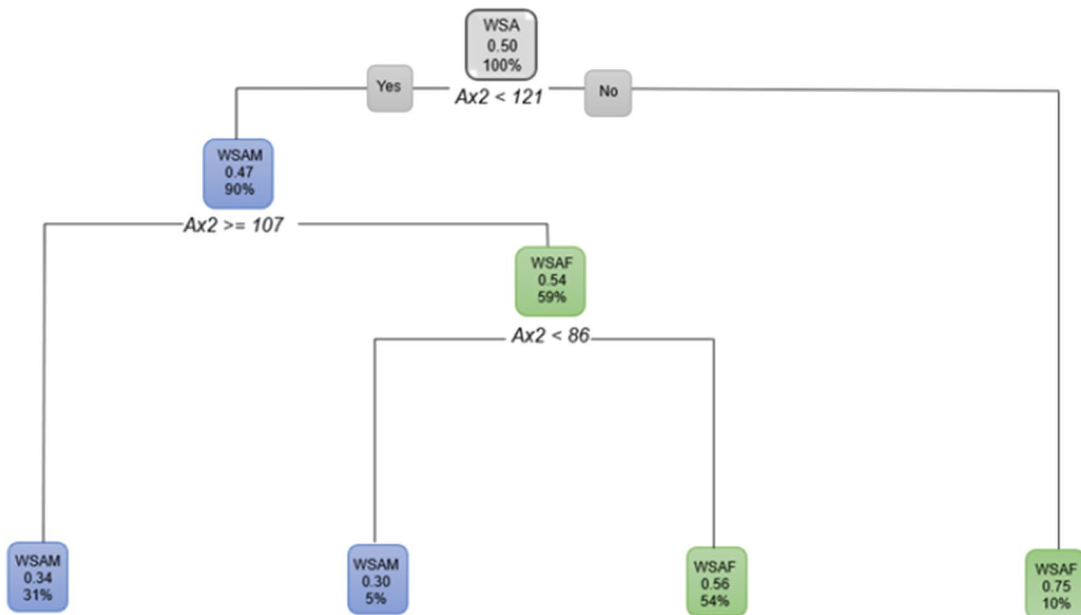 WSA
0.50
100%
Yes
Ax2 < 121
No
WSAM
0.47
90%
Ax2 >= 107
WSAF
0.54
59%
Ax2 < 86
WSAM
0.34
31%
WSAM
0.30
5%
WSAF
0.56
54%
WSAF
0.75
10%